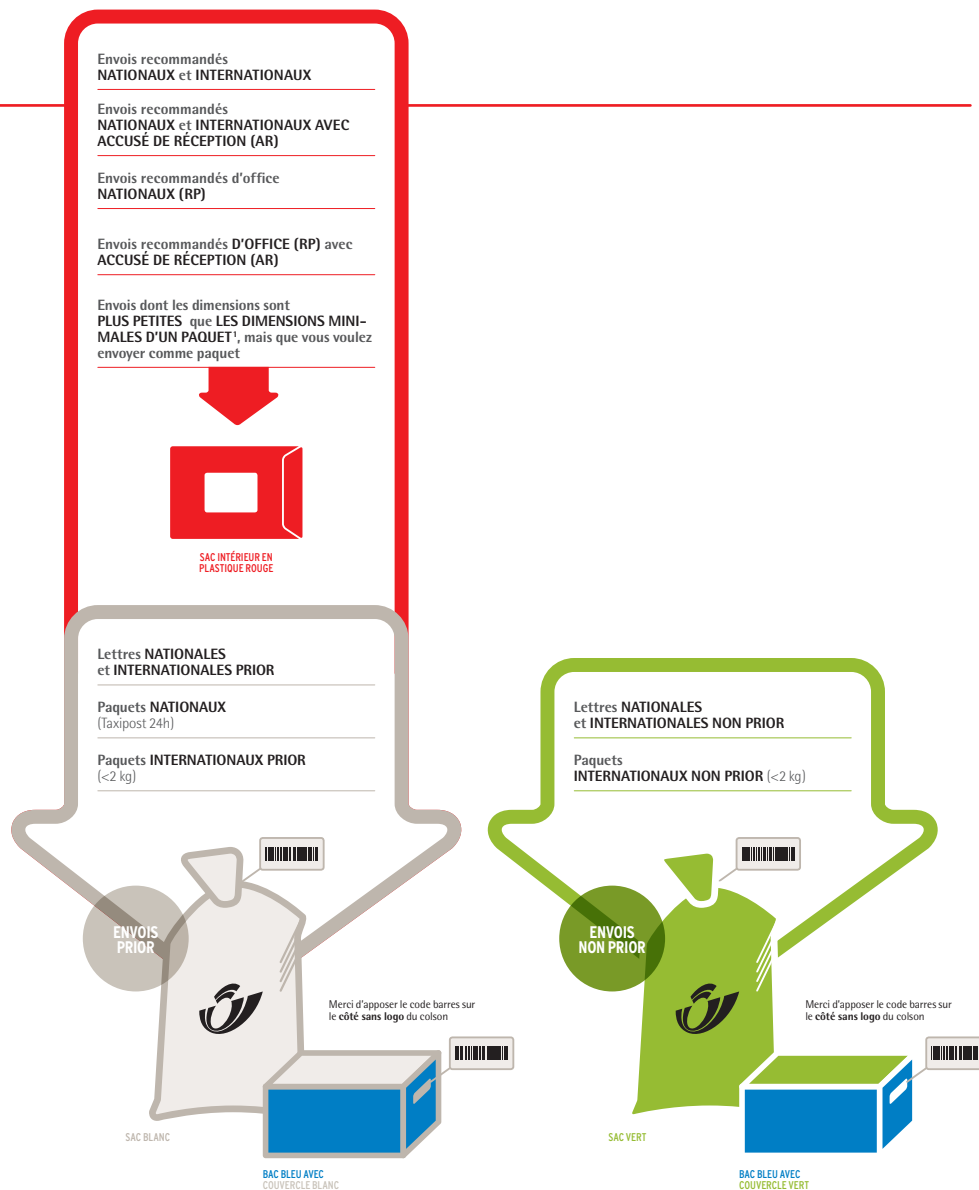 Envois recommandés
NATIONAUX et INTERNATIONAUX
Envois recommandés
NATIONAUX et INTERNATIONAUX AVEC
ACCUSÉ DE RÉCEPTION (AR)
Envois recommandés d'office
NATIONAUX (RP)
Envois recommandés D'OFFICE (RP) avec
ACCUSÉ DE RÉCEPTION (AR)
Envois dont les dimensions sont
PLUS PETITES que LES DIMENSIONS MINI-
MALES D'UN PAQUET¹, mais que vous voulez
envoyer comme paquet
SAC INTÉRIEUR EN
PLASTIQUE ROUGE
Lettres NATIONALES
et INTERNATIONALES PRIOR
Paquets NATIONAUX
(Taxipost 24h)
Paquets INTERNATIONAUX PRIOR
(<2 kg)
ENVOIS
PRIOR
Merci d'apposer le code barres sur
le côté sans logo du colson
SAC BLANC
BAC BLEU AVEC
COUVERCLE BLANC
Lettres NATIONALES
et INTERNATIONALES NON PRIOR
Paquets
INTERNATIONAUX NON PRIOR (<2 kg)
ENVOIS
NON PRIOR
Merci d'apposer le code barres sur
le côté sans logo du colson
SAC VERT
BAC BLEU AVEC
COUVERCLE VERT